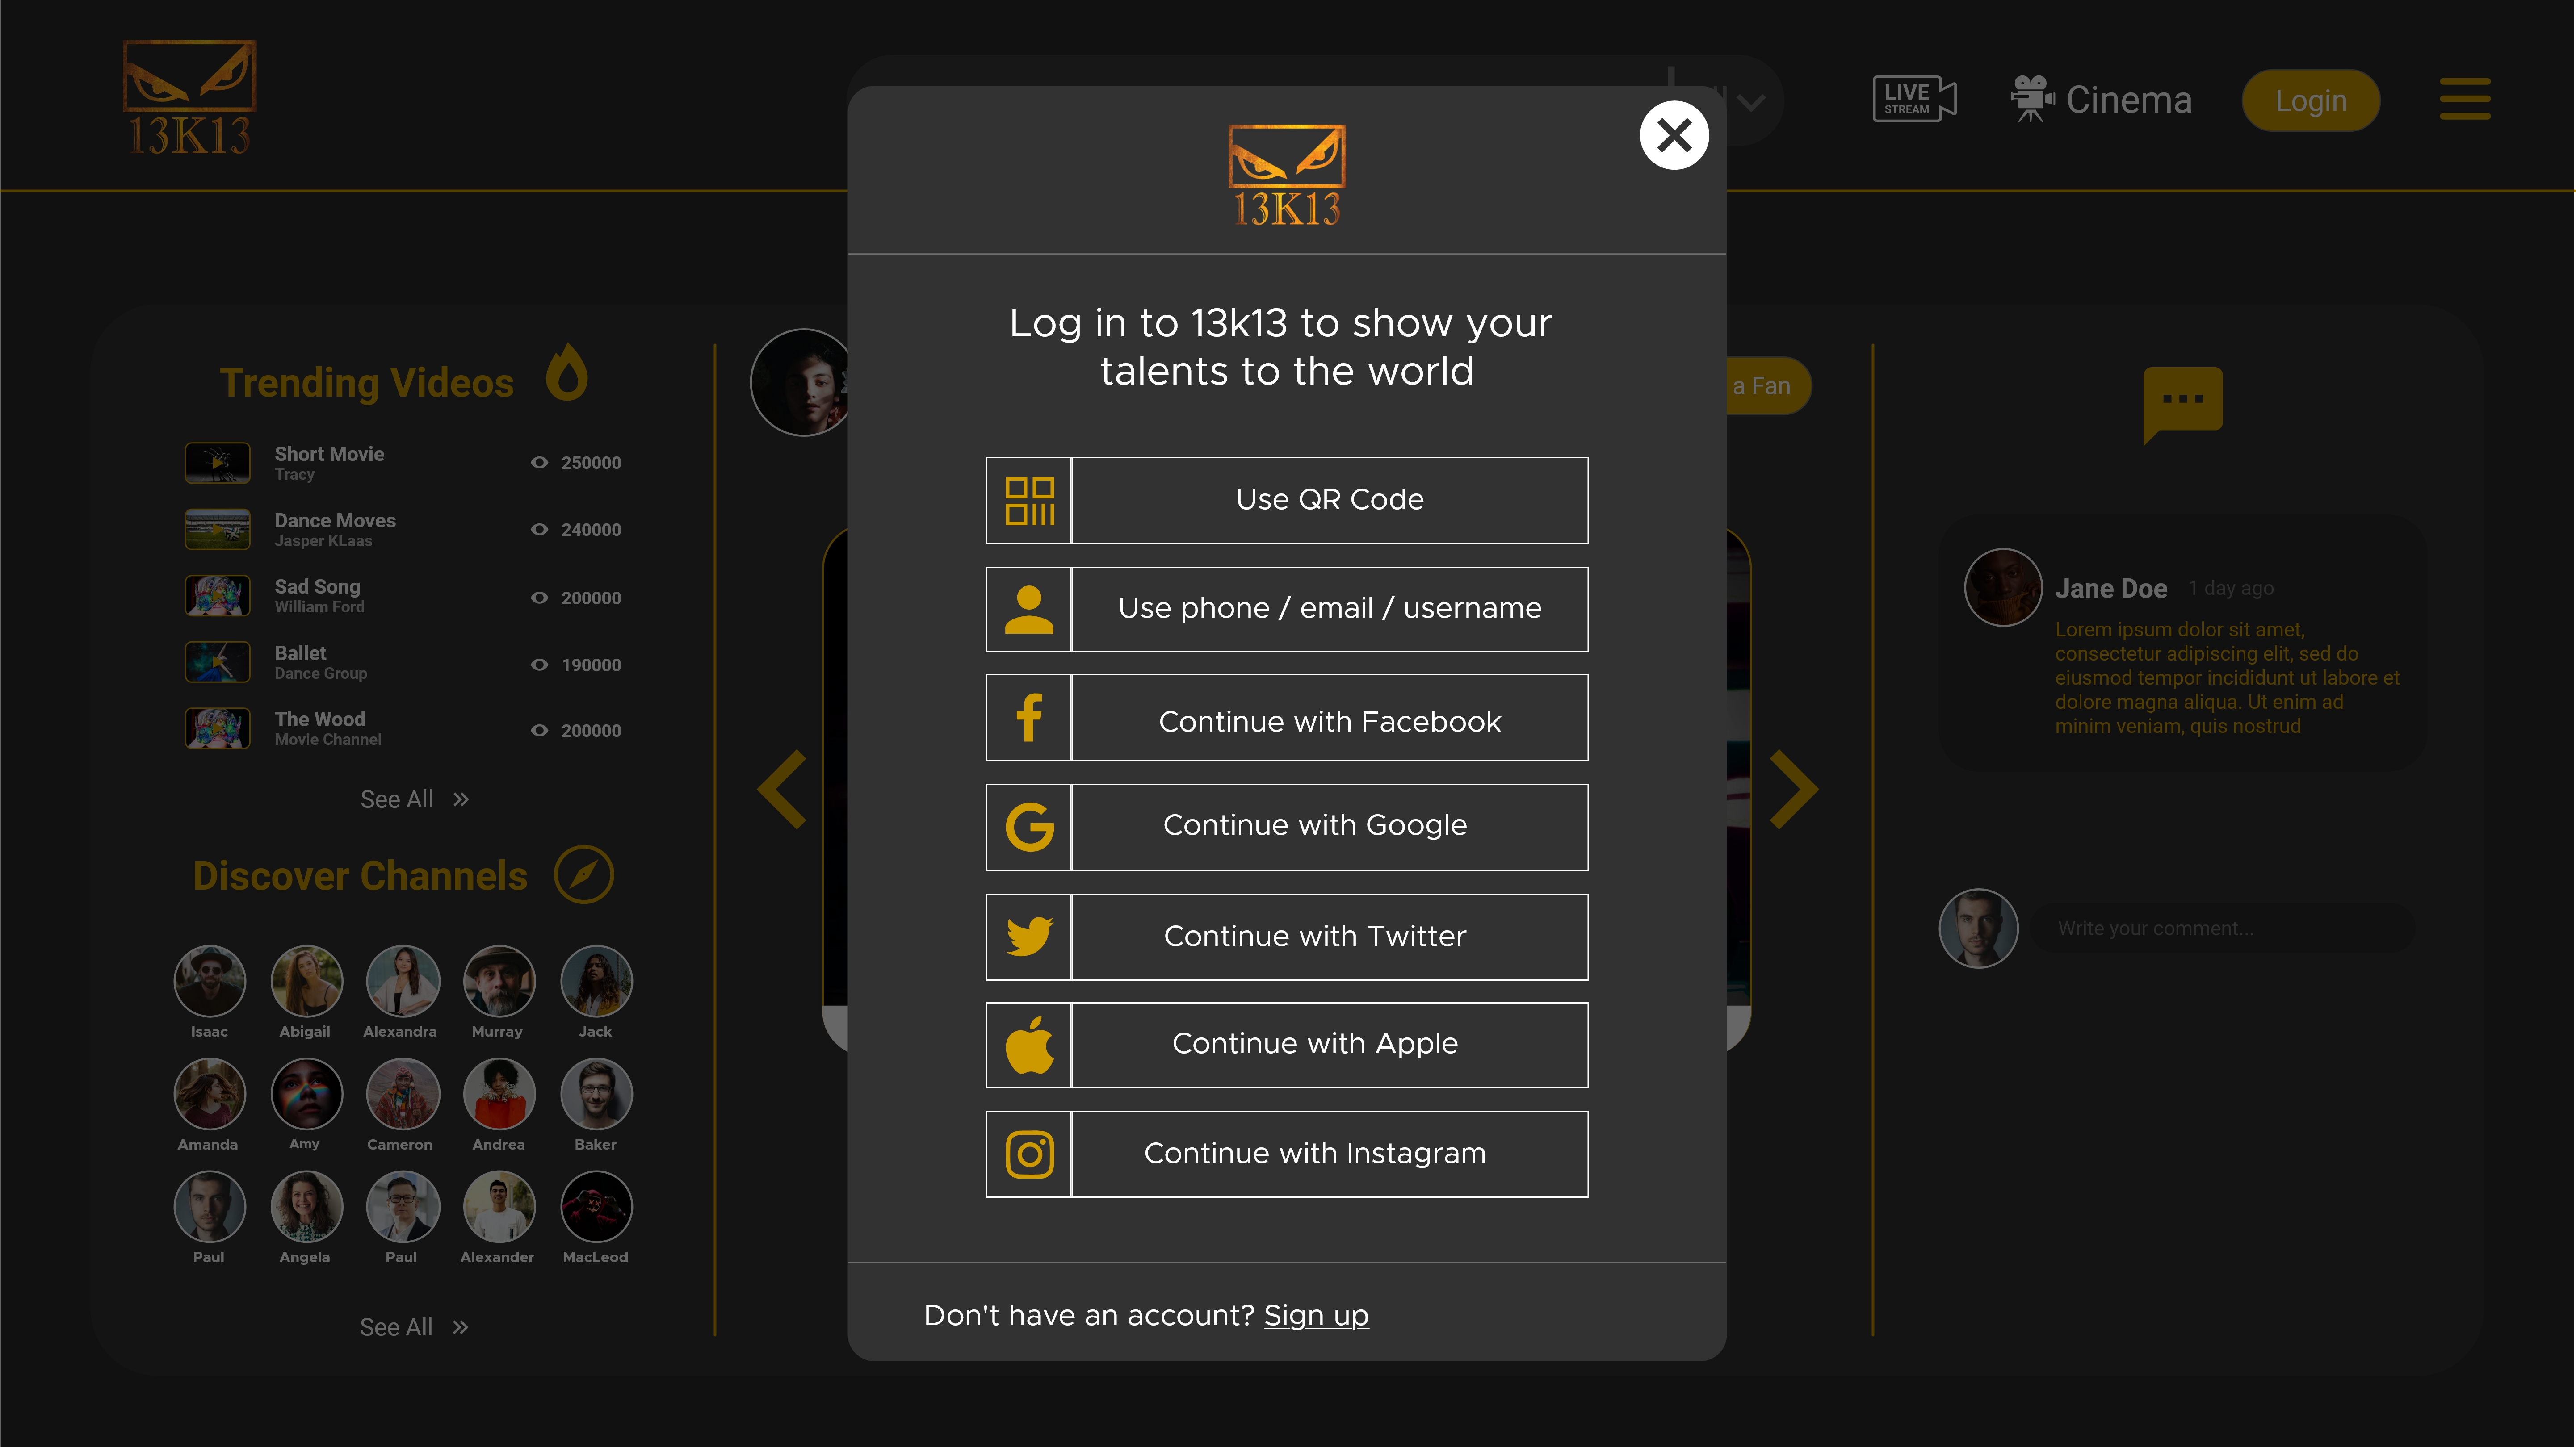 13K13
LIVE
STREAM
Cinema
Login
13K13
Log in to 13k13 to show your
talents to the world
Trending Videos
Short Movie
Tracy
250000
Dance Moves
Jasper KLaas
240000
Sad Song
William Ford
200000
Ballet
Dance Group
190000
The Wood
Movie Channel
200000
See All
Discover Channels
Isaac
Abigail
Alexandra
Murray
Jack
Amanda
Amy
Cameron
Andrea
Baker
Paul
Angela
Paul
Alexander
MacLeod
See All
Use QR Code
Use phone / email / username
Continue with Facebook
Continue with Google
Continue with Twitter
Continue with Apple
Continue with Instagram
Don't have an account? Sign up
a Fan
Jane Doe 1 day ago
Lorem ipsum dolor sit amet,
consectetur adipiscing elit, sed do
eiusmod tempor incididunt ut labore et
dolore magna aliqua. Ut enim ad
minim veniam, quis nostrud
Write your comment...